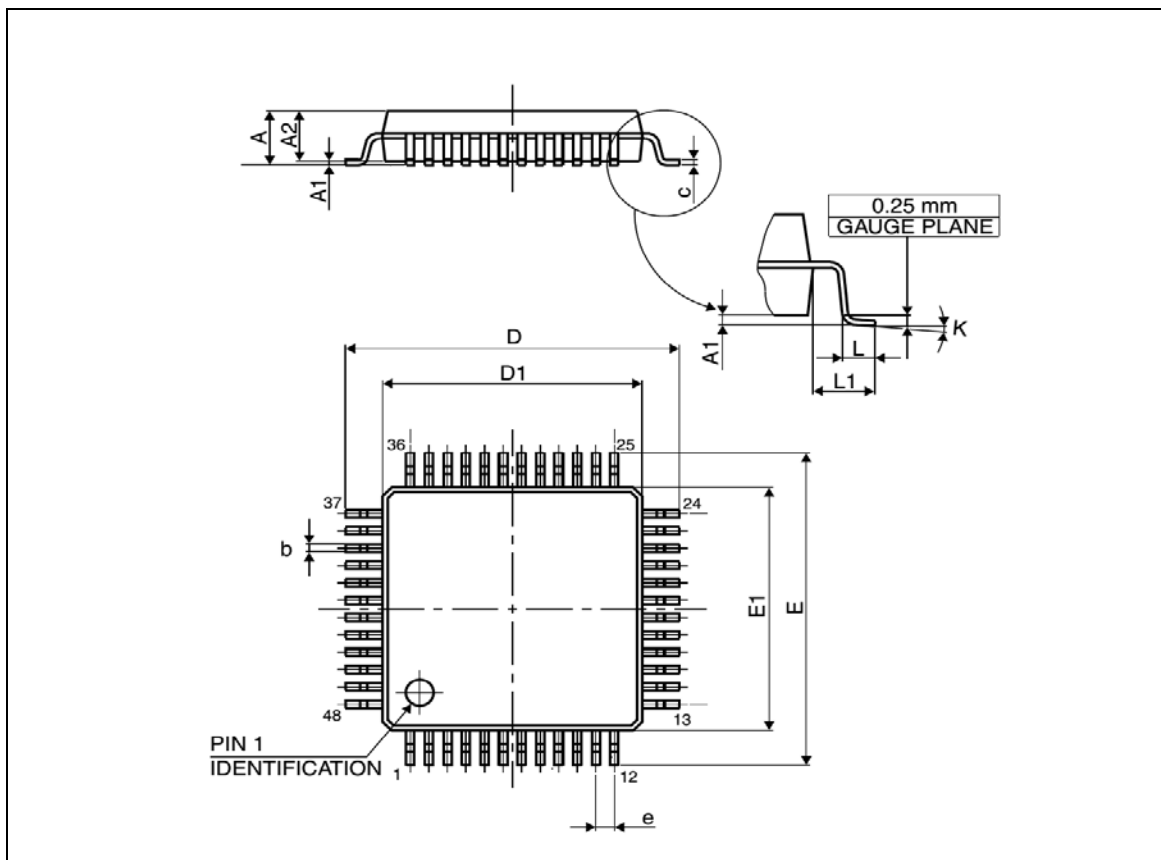 A
A2
A1
c
0.25 mm
GAUGE PLANE
A1
K
L
L1
D
D1
36
25
37
24
b
E1
E
48
13
PIN 1
IDENTIFICATION
1
12
e